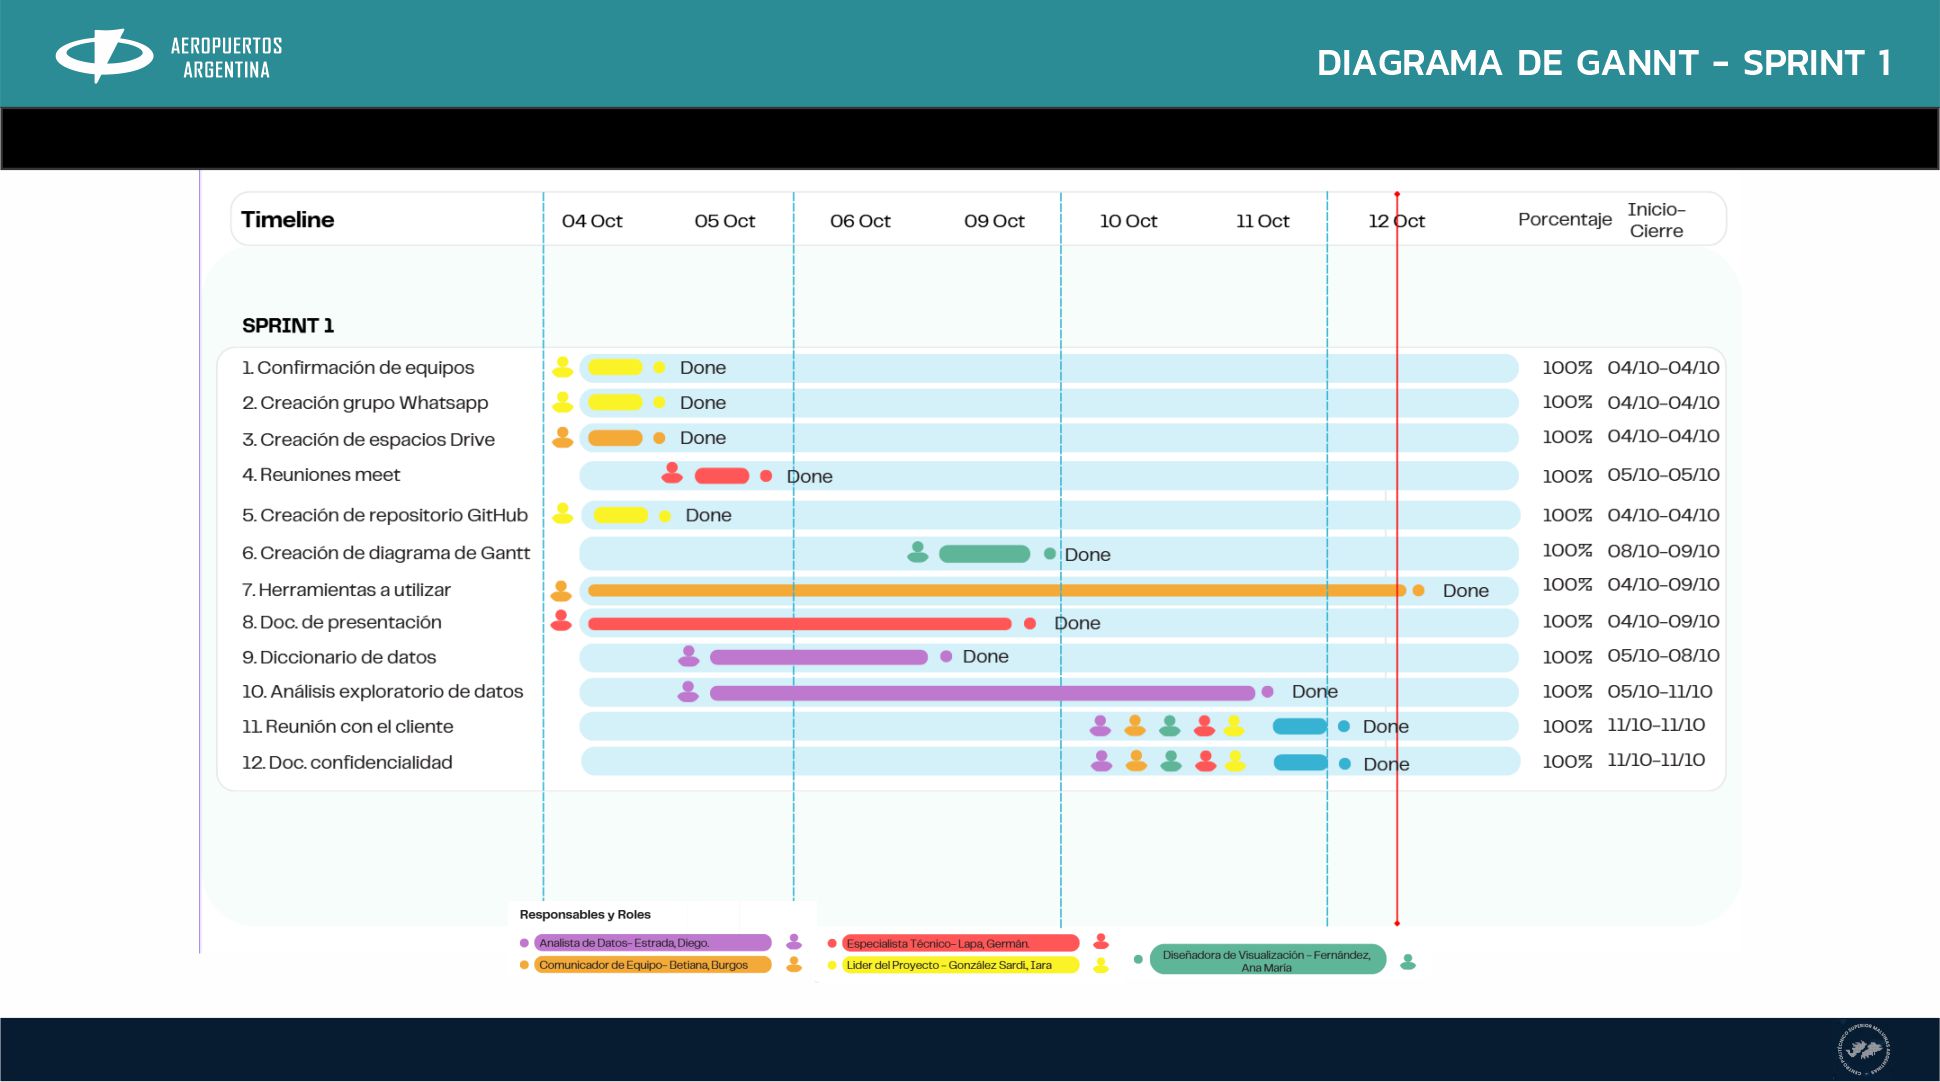 AEROPUERTOS
ARGENTINA
DIAGRAMA DE GANNT - SPRINT 1
Timeline 04 Oct 05 Oct 06 Oct 09 Oct 10 Oct 11 Oct 12 Oct Porcentaje Inicio-
Cierre
SPRINT 1
1. Confirmación de equipos Done 100% 04/10-04/10
2. Creación grupo Whatsapp Done 100% 04/10-04/10
3. Creación de espacios Drive Done 100% 04/10-04/10
4. Reuniones meet Done 100% 05/10-05/10
5. Creación de repositorio GitHub Done 100% 04/10-04/10
6. Creación de diagrama de Gantt Done 100% 08/10-09/10
7. Herramientas a utilizar Done 100% 04/10-09/10
8. Doc. de presentación Done 100% 04/10-09/10
9. Diccionario de datos Done 100% 05/10-08/10
10. Análisis exploratorio de datos Done 100% 05/10-11/10
11. Reunión con el cliente Done 100% 11/10-11/10
12. Doc. confidencialidad Done 100% 11/10-11/10
Responsables y Roles
Analista de Datos- Estrada, Diego.
Comunicador de Equipo- Betiana, Burgos
Especialista Técnico- Lapa, Germán.
Lider del Proyecto - González Sardi, Iara
Diseñadora de Visualización - Fernández,
Ana María
CENTRO POLITÉCNICO SUPERIOR MALVINAS ARGENTINAS